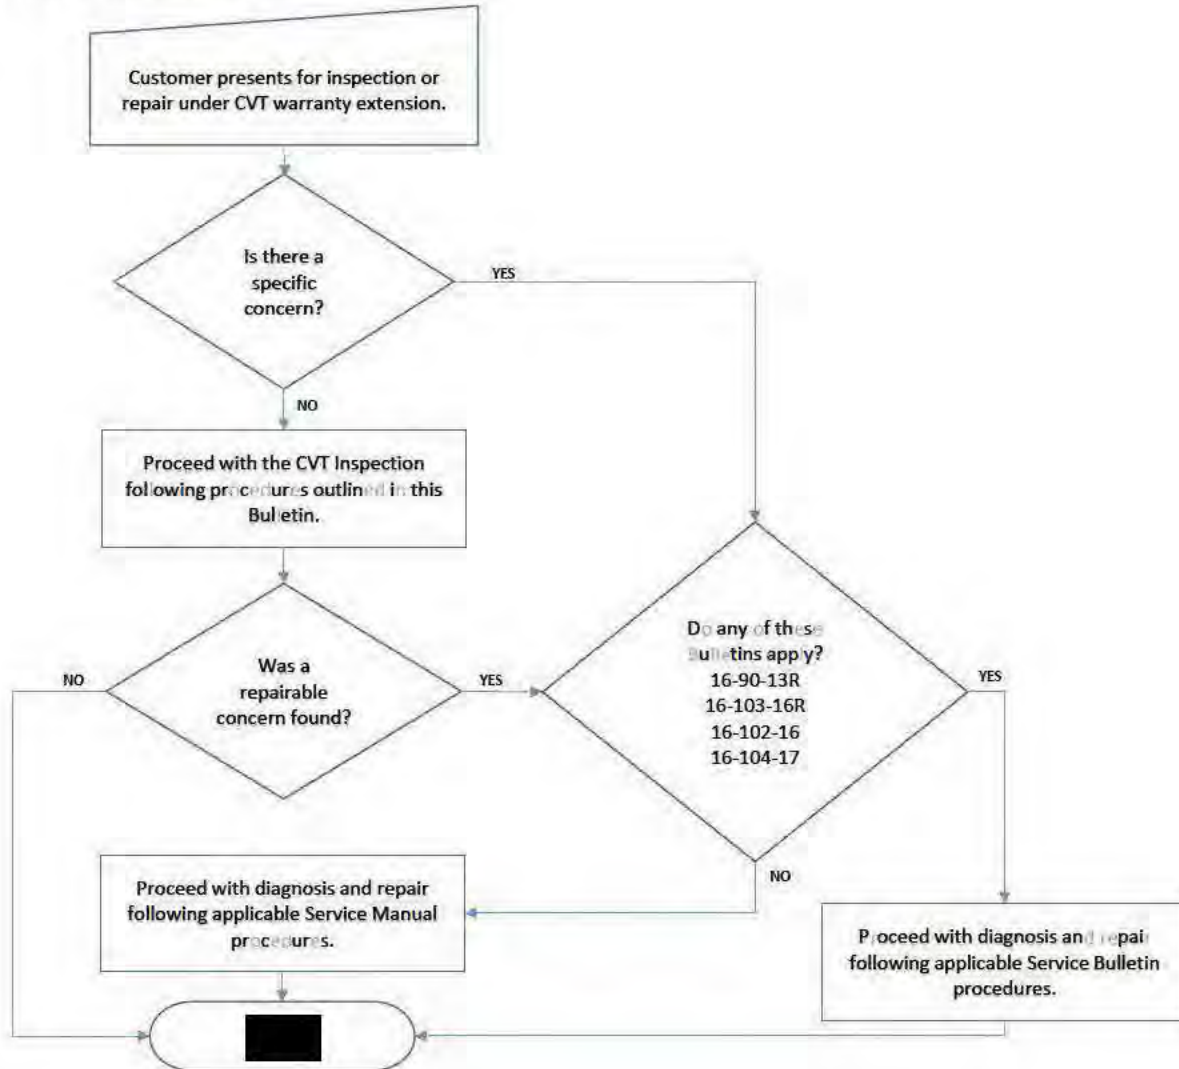 Customer presents for inspection or
repair under CVT warranty extension.
Is there a
specific
concern?
YES
NO
Proceed with the CVT Inspection
following procedures outlined in this
Bulletin.
Was a
repairable
concern found?
NO
YES
Do any of these
Bulletins apply?
16-90-13R
16-103-16R
16-102-16
16-104-17
YES
NO
Proceed with diagnosis and repair
following applicable Service Manual
procedures.
Proceed with diagnosis and repair
following applicable Service Bulletin
procedures.